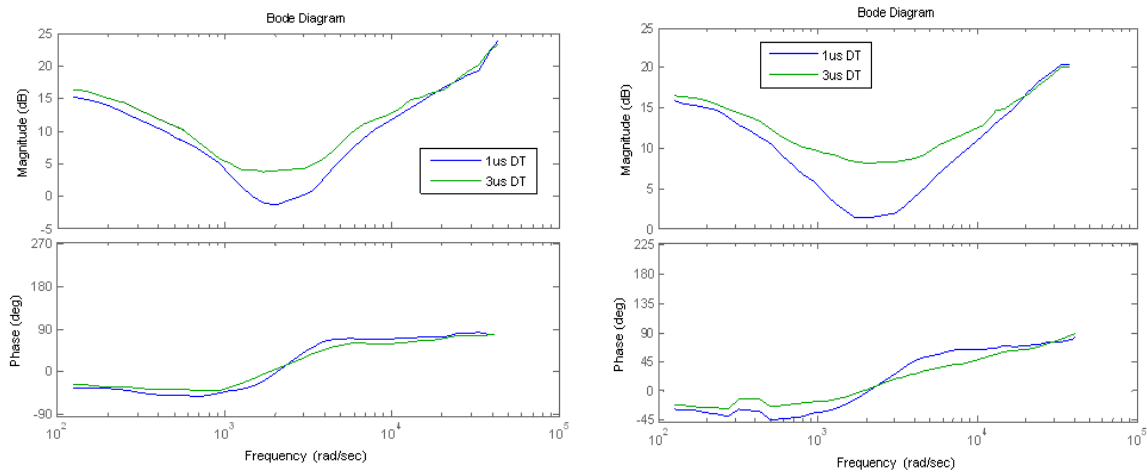 Bode Diagram
25
20
15
10
5
0
-5
Magnitude (dB)
1us DT
3us DT
270
180
90
0
-90
Phase (deg)
10^2
10^3
10^4
10^5
Frequency (rad/sec)
Bode Diagram
25
20
15
10
5
0
Magnitude (dB)
1us DT
3us DT
225
180
135
90
45
0
-45
Phase (deg)
10^2
10^3
10^4
10^5
Frequency (rad/sec)